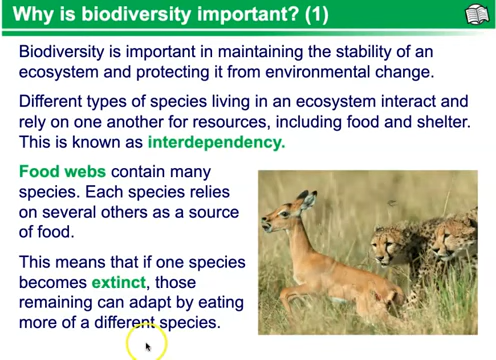 Why is biodiversity important? (1)
Biodiversity is important in maintaining the stability of an
ecosystem and protecting it from environmental change.
Different types of species living in an ecosystem interact and
rely on one another for resources, including food and shelter.
This is known as interdependency.
Food webs contain many
species. Each species relies
on several others as a source
of food.
This means that if one species
becomes extinct, those
remaining can adapt by eating
more of a different species.